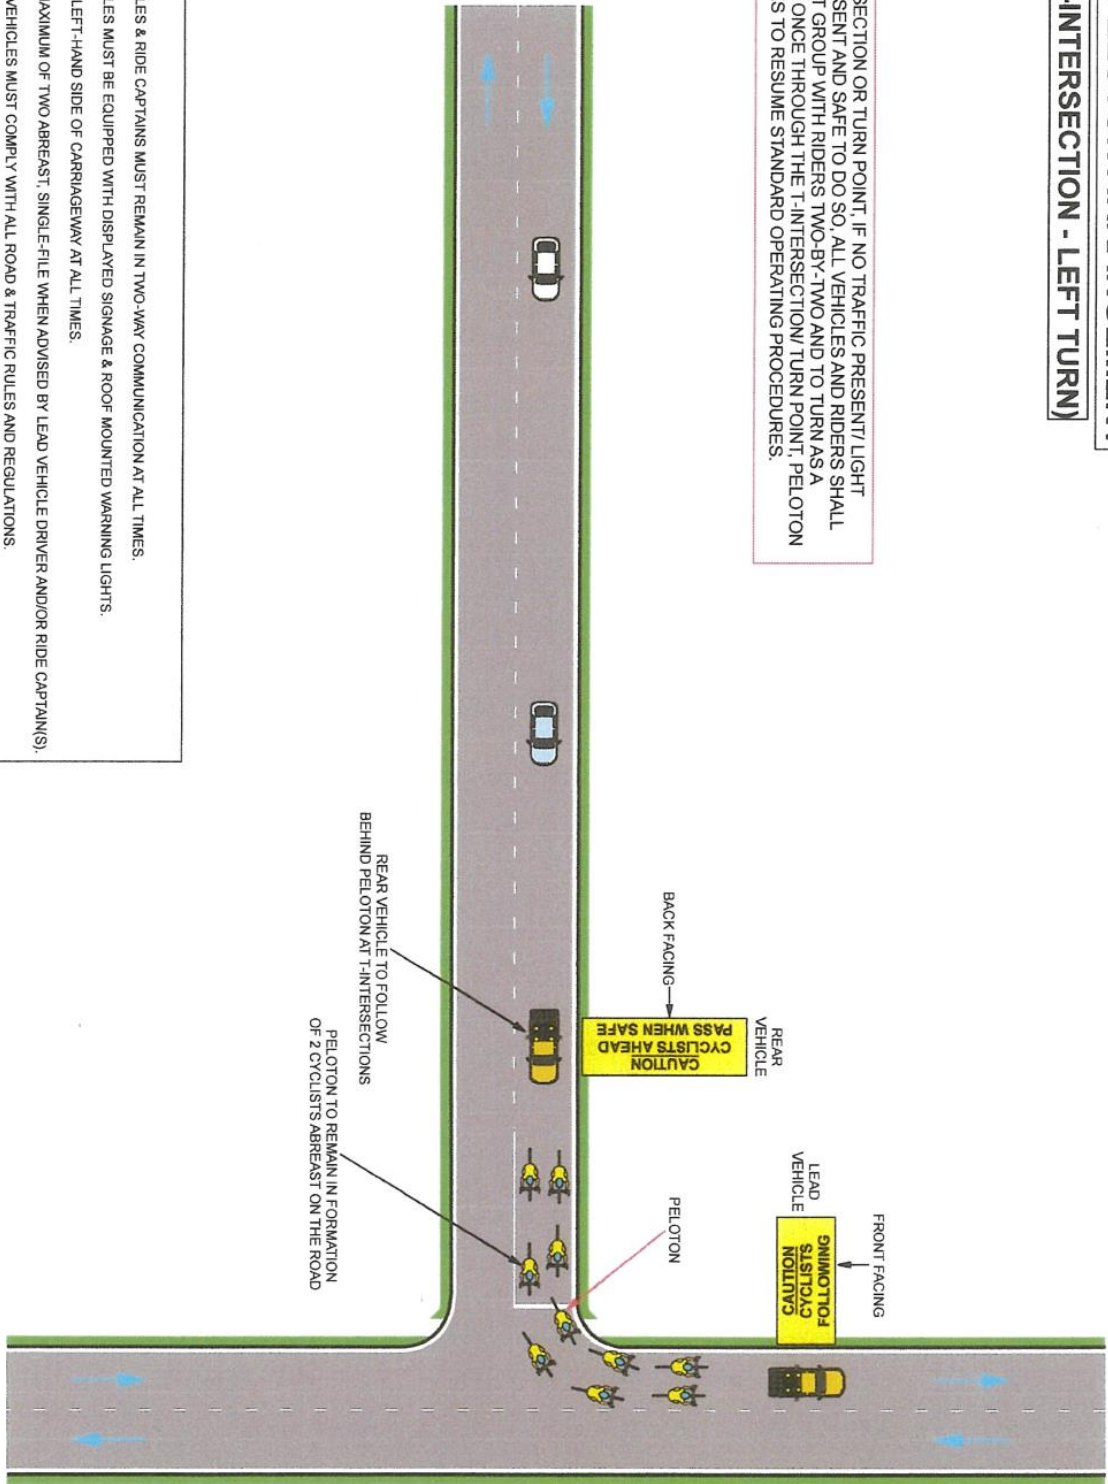 -INTERSECTION - LEFT TURN)
SECTION OR TURN POINT, IF NO TRAFFIC PRESENT/ LIGHT
SENT AND SAFE TO DO SO, ALL VEHICLES AND RIDERS SHALL
T GROUP WITH RIDERS TWO-BY-TWO AND TO TURN AS A
ONCE THROUGH THE T-INTERSECTION/ TURN POINT, PELOTON
S TO RESUME STANDARD OPERATING PROCEDURES.
FRONT FACING
LEAD
VEHICLE
CAUTION
CYCLISTS
FOLLOWING
REAR
VEHICLE
BACK FACING
CAUTION
CYCLISTS AHEAD
PASS WHEN SAFE
PELOTON
REAR VEHICLE TO FOLLOW
BEHIND PELOTON AT T-INTERSECTIONS
PELOTON TO REMAIN IN FORMATION
OF 2 CYCLISTS ABREAST ON THE ROAD
LES & RIDE CAPTAINS MUST REMAIN IN TWO-WAY COMMUNICATION AT ALL TIMES.
LES MUST BE EQUIPPED WITH DISPLAYED SIGNAGE & ROOF MOUNTED WARNING LIGHTS.
LEFT-HAND SIDE OF CARRIAGEWAY AT ALL TIMES.
MAXIMUM OF TWO ABREAST, SINGLE-FILE WHEN ADVISED BY LEAD VEHICLE DRIVER AND/OR RIDE CAPTAIN(S).
VEHICLES MUST COMPLY WITH ALL ROAD & TRAFFIC RULES AND REGULATIONS.